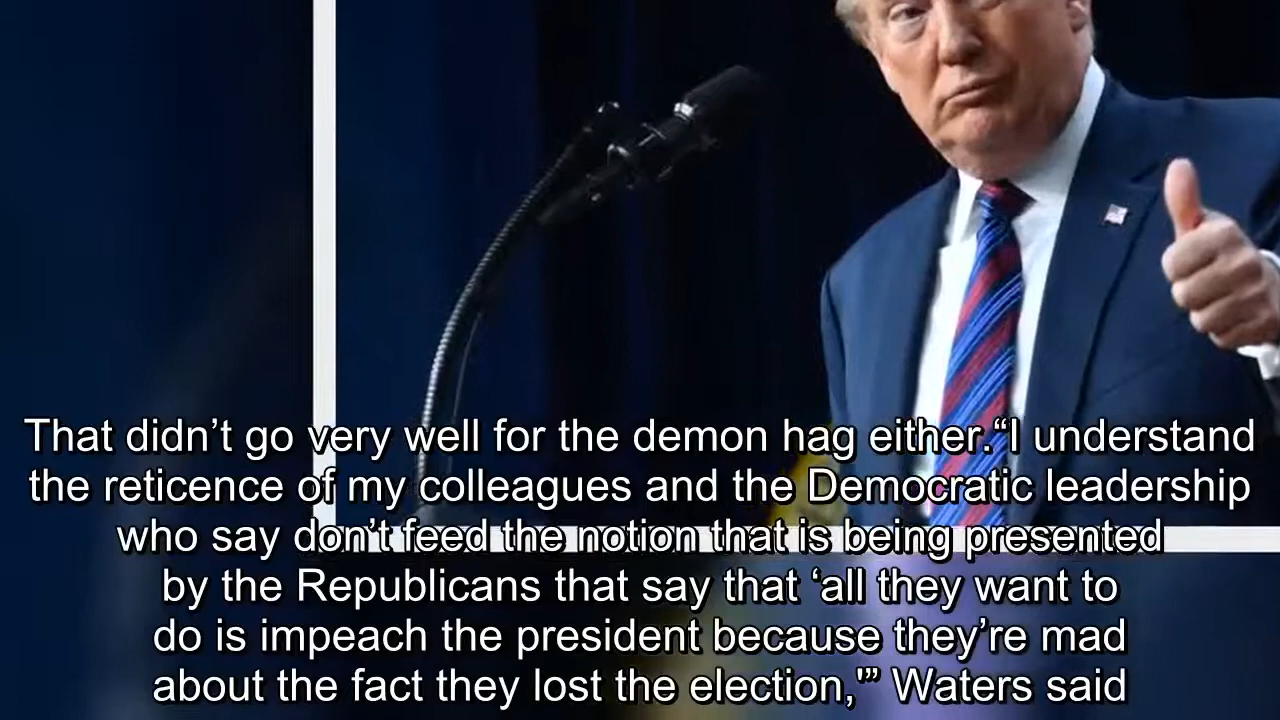 That didn’t go very well for the demon hag either.“I understand
the reticence of my colleagues and the Democratic leadership
who say don’t feed the notion that is being presented
by the Republicans that say that ‘all they want to
do is impeach the president because they’re mad
about the fact they lost the election,'” Waters said